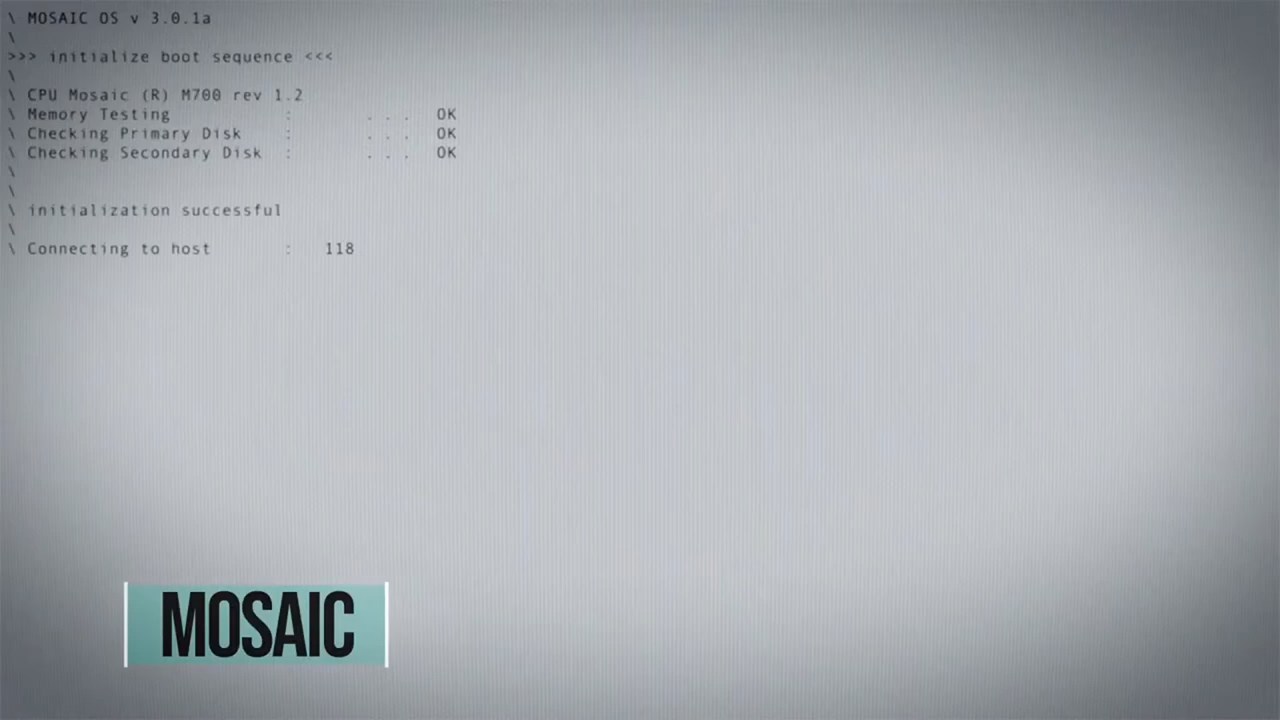 \ MOSAIC OS v 3.0.1a
\
>>> initialize boot sequence <<<
\
\ CPU Mosaic (R) M700 rev 1.2
\ Memory Testing : . . . OK
\ Checking Primary Disk : . . . OK
\ Checking Secondary Disk : . . . OK
\
\
\ initialization successful
\
\ Connecting to host : 118
MOSAIC